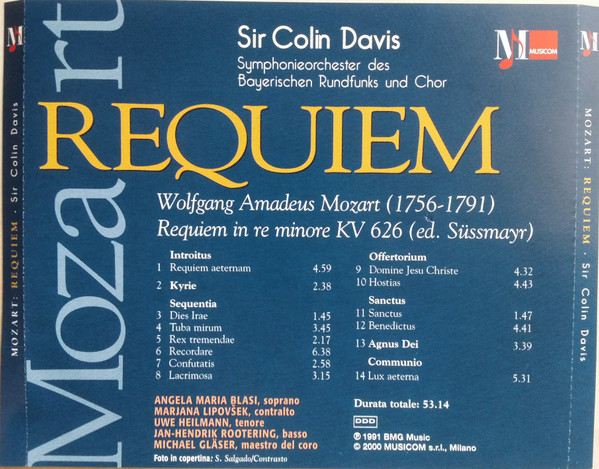 Mozart
Sir Colin Davis
Symphonieorchester des
Bayerischen Rundfunks und Chor
MUSICOM
REQUIEM
Wolfgang Amadeus Mozart (1756-1791)
Requiem in re minore KV 626 (ed. Süssmayr)
Introitus
1 Requiem aeternam 4.59
2 Kyrie 2.38
Sequentia
3 Dies Irae 1.45
4 Tuba mirum 3.45
5 Rex tremendae 2.17
6 Recordare 6.38
7 Confutatis 2.58
8 Lacrimosa 3.15
Offertorium
9 Domine Jesu Christe 4.32
10 Hostias 4.43
Sanctus
11 Sanctus 1.47
12 Benedictus 4.41
13 Agnus Dei 3.39
Communio
14 Lux aeterna 5.31
ANGELA MARIA BLASI, soprano
MARJANA LIPOVŠEK, contralto
UWE HEILMANN, tenore
JAN-HENDRIK ROOTERING, basso
MICHAEL GLÄSER, maestro del coro
Foto in copertina: S. Salgado/Contrasto
Durata totale: 53.14
DDD
℗ 1991 BMG Music
© 2000 MUSICOM s.r.l., Milano
MOZART: REQUIEM · Sir Colin Davis
MOZART: REQUIEM · Sir Colin Davis